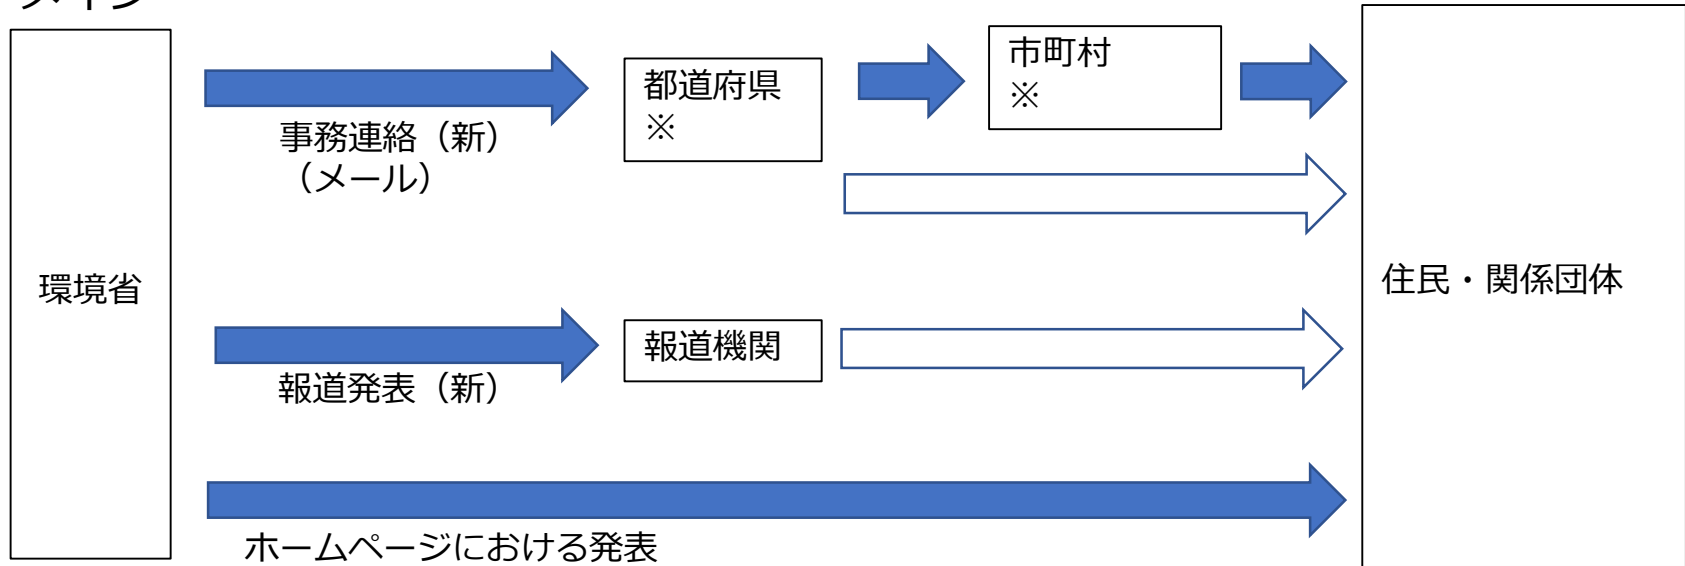 環境省
事務連絡（新）
（メール）
都道府県
※
市町村
※
報道発表（新）
報道機関
ホームページにおける発表
住民・関係団体